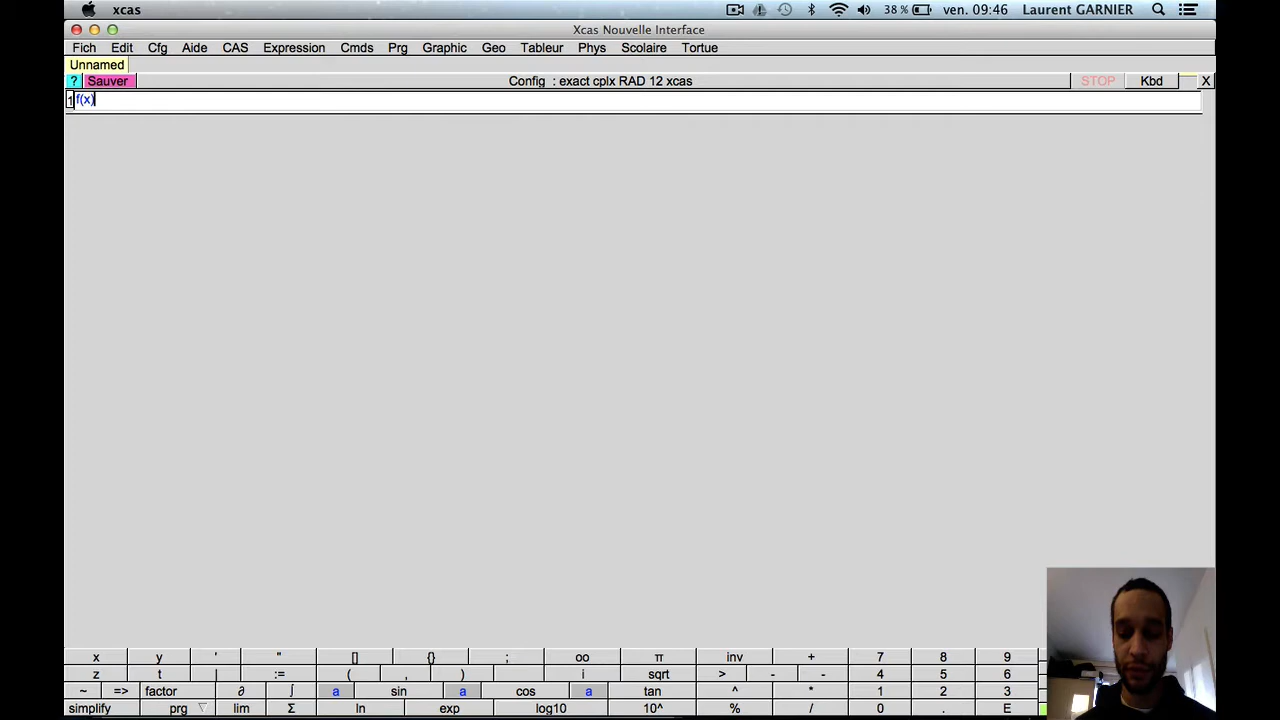 xcas 38 % ven. 09:46 Laurent GARNIER
Xcas Nouvelle Interface
Fich Edit Cfg Aide CAS Expression Cmds Prg Graphic Geo Tableur Phys Scolaire Tortue
Unnamed
? Sauver Config : exact cplx RAD 12 xcas STOP Kbd X
1 f(x)
x y ' " [] {} ; oo π inv + 7 8 9
z t | := ( , ) i sqrt > - - 4 5 6
~ => factor ∂ ∫ a sin a cos a tan ^ * 1 2 3
simplify prg lim Σ ln exp log10 10^ % / 0 . E